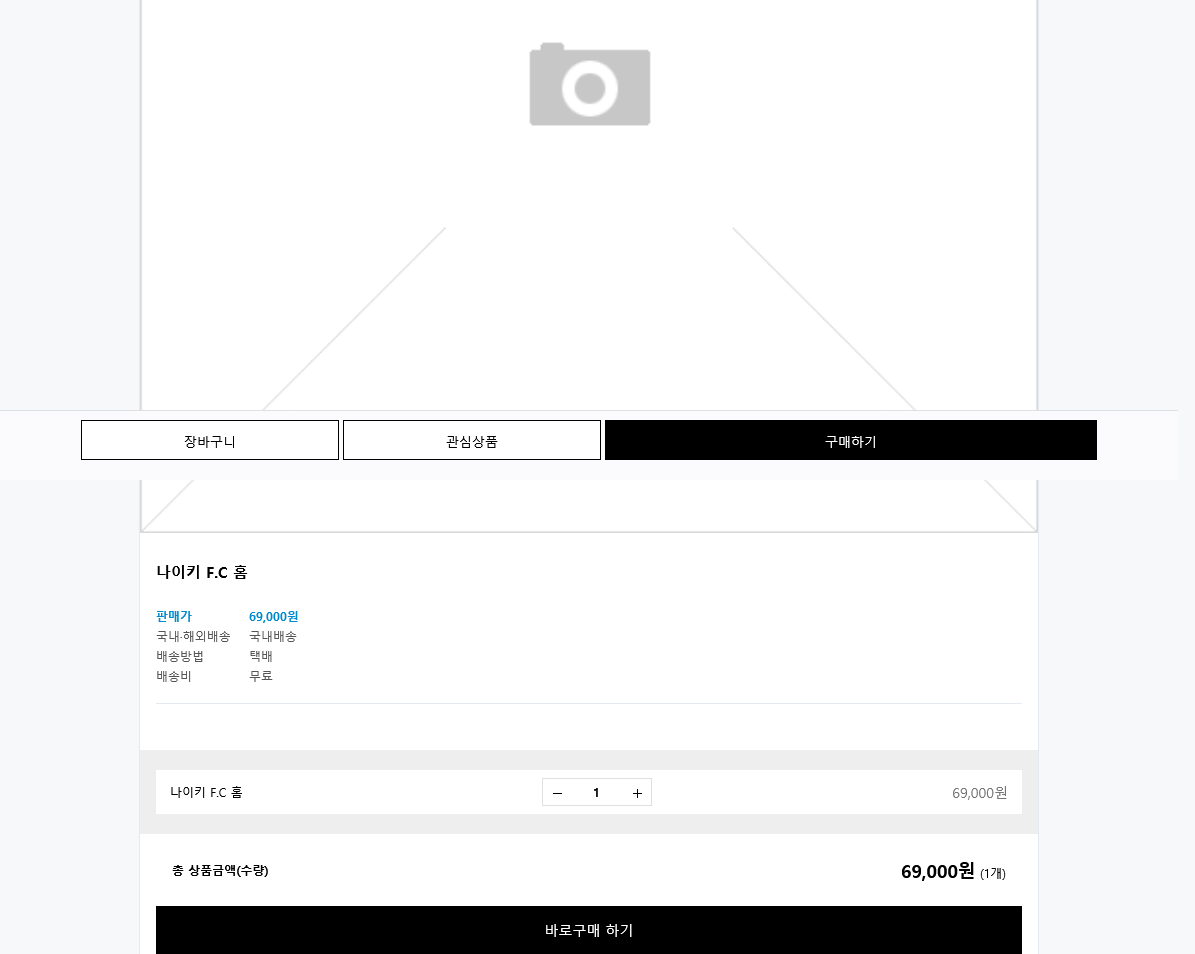 장바구니 관심상품 구매하기
나이키 F.C 홈
판매가 69,000원
국내·해외배송 국내배송
배송방법 택배
배송비 무료
나이키 F.C 홈 1 69,000원
총 상품금액(수량) 69,000원 (1개)
바로구매 하기